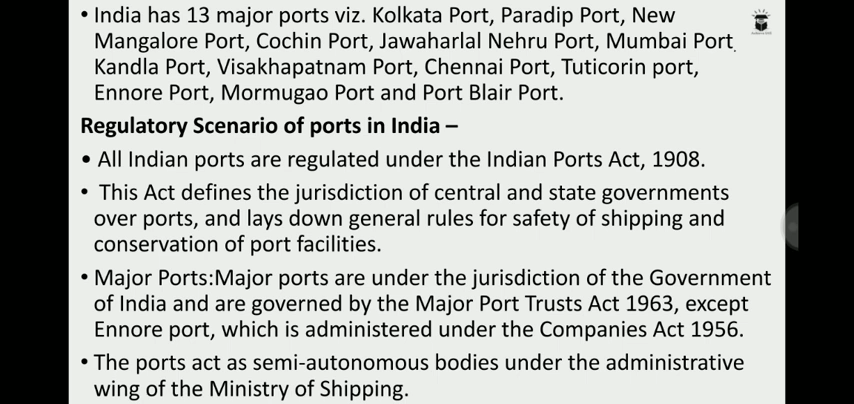 • India has 13 major ports viz. Kolkata Port, Paradip Port, New
Mangalore Port, Cochin Port, Jawaharlal Nehru Port, Mumbai Port,
Kandla Port, Visakhapatnam Port, Chennai Port, Tuticorin port,
Ennore Port, Mormugao Port and Port Blair Port.
Regulatory Scenario of ports in India –
• All Indian ports are regulated under the Indian Ports Act, 1908.
• This Act defines the jurisdiction of central and state governments
over ports, and lays down general rules for safety of shipping and
conservation of port facilities.
• Major Ports:Major ports are under the jurisdiction of the Government
of India and are governed by the Major Port Trusts Act 1963, except
Ennore port, which is administered under the Companies Act 1956.
• The ports act as semi-autonomous bodies under the administrative
wing of the Ministry of Shipping.